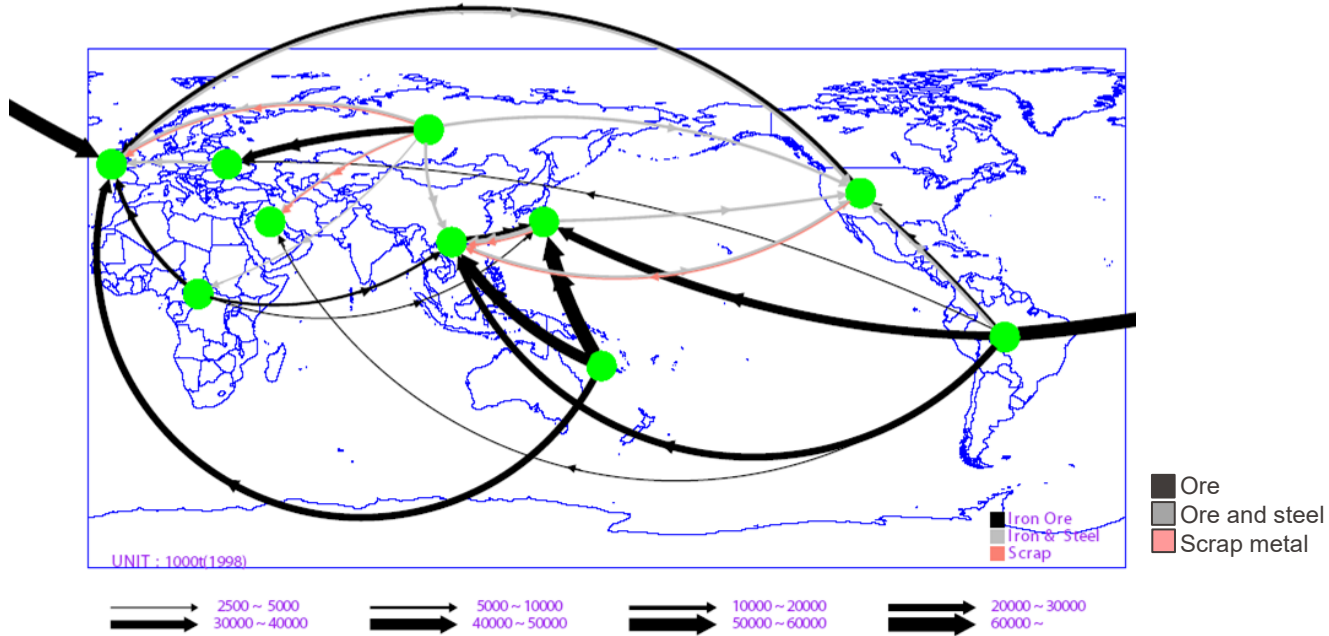 Iron Ore
Iron & Steel
Scrap
Ore
Ore and steel
Scrap metal
UNIT : 1000t(1998)
2500 ~ 5000
5000 ~ 10000
10000 ~ 20000
20000 ~ 30000
30000 ~ 40000
40000 ~ 50000
50000 ~ 60000
60000 ~